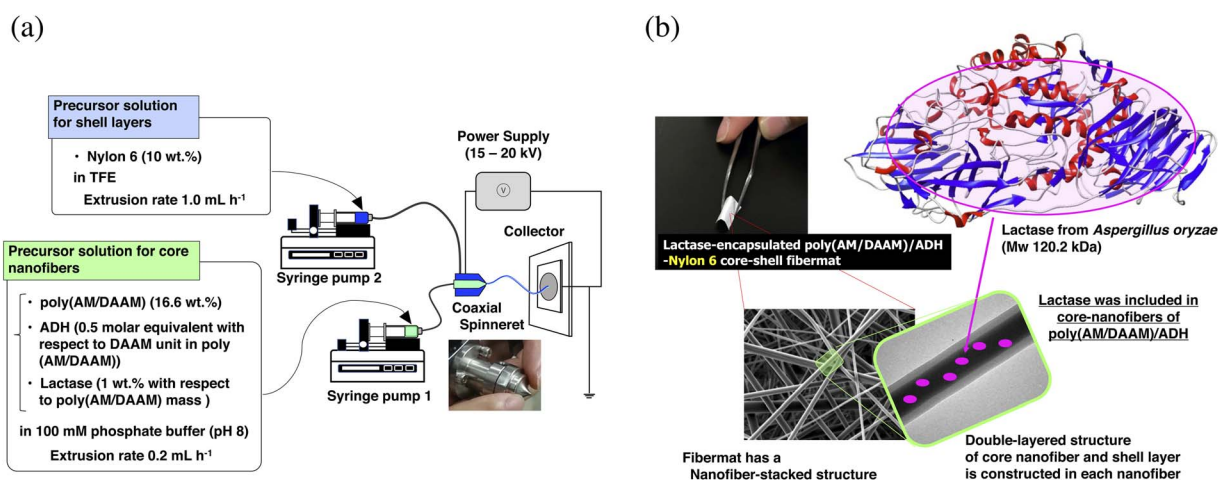 (a)
Precursor solution
for shell layers
・ Nylon 6 (10 wt.%)
in TFE
Extrusion rate 1.0 mL h⁻¹
Precursor solution for core
nanofibers
・ poly(AM/DAAM) (16.6 wt.%)
・ ADH (0.5 molar equivalent with
respect to DAAM unit in poly
(AM/DAAM))
・ Lactase (1 wt.% with respect
to poly(AM/DAAM) mass )
in 100 mM phosphate buffer (pH 8)
Extrusion rate 0.2 mL h⁻¹
Syringe pump 2
Syringe pump 1
Power Supply
(15 – 20 kV)
V
Collector
Coaxial
Spinneret
(b)
Lactase from Aspergillus oryzae
(Mw 120.2 kDa)
Lactase-encapsulated poly(AM/DAAM)/ADH
-Nylon 6 core-shell fibermat
Lactase was included in
core-nanofibers of
poly(AM/DAAM)/ADH
Fibermat has a
Nanofiber-stacked structure
Double-layered structure
of core nanofiber and shell layer
is constructed in each nanofiber